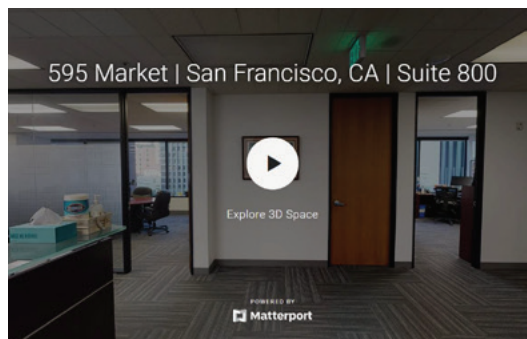 595 Market | San Francisco, CA | Suite 800
Explore 3D Space
POWERED BY
Matterport